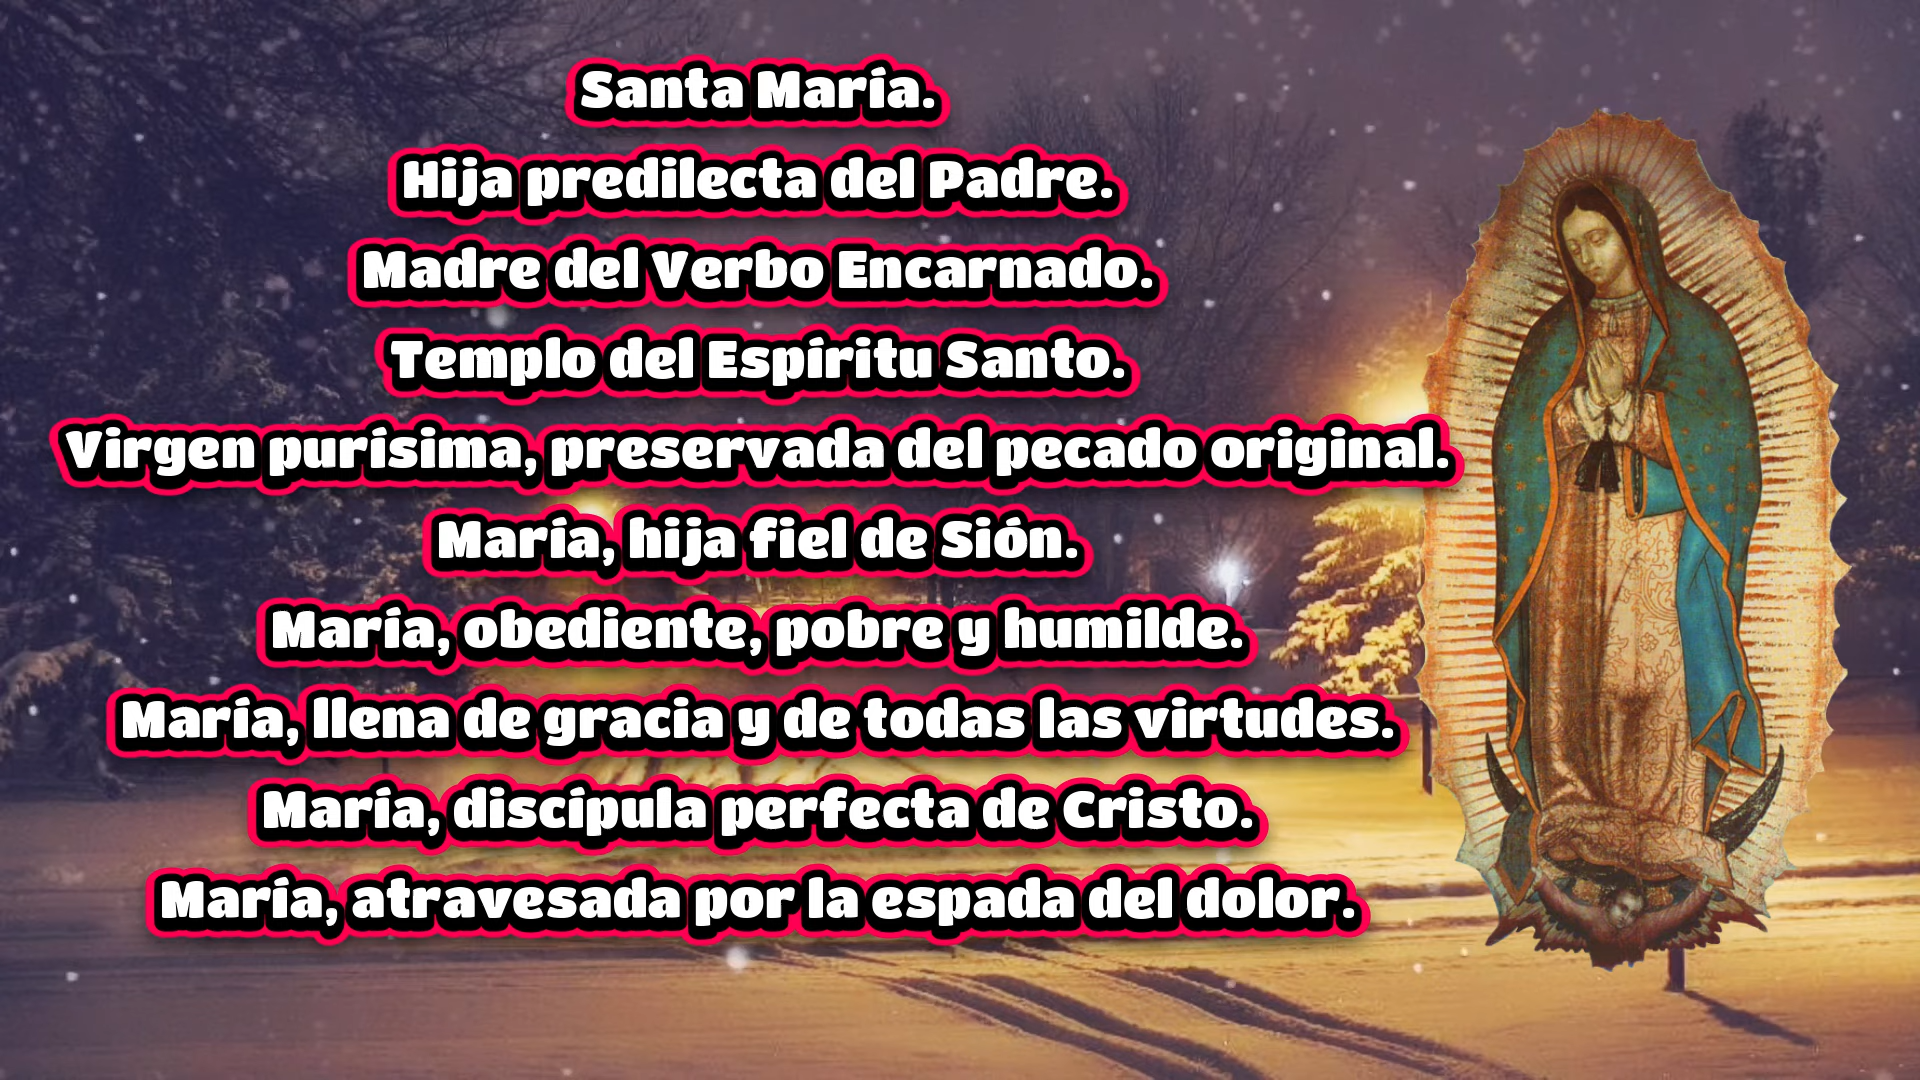 Santa María.
Hija predilecta del Padre.
Madre del Verbo Encarnado.
Templo del Espíritu Santo.
Virgen purísima, preservada del pecado original.
María, hija fiel de Sión.
María, obediente, pobre y humilde.
María, llena de gracia y de todas las virtudes.
María, discípula perfecta de Cristo.
María, atravesada por la espada del dolor.